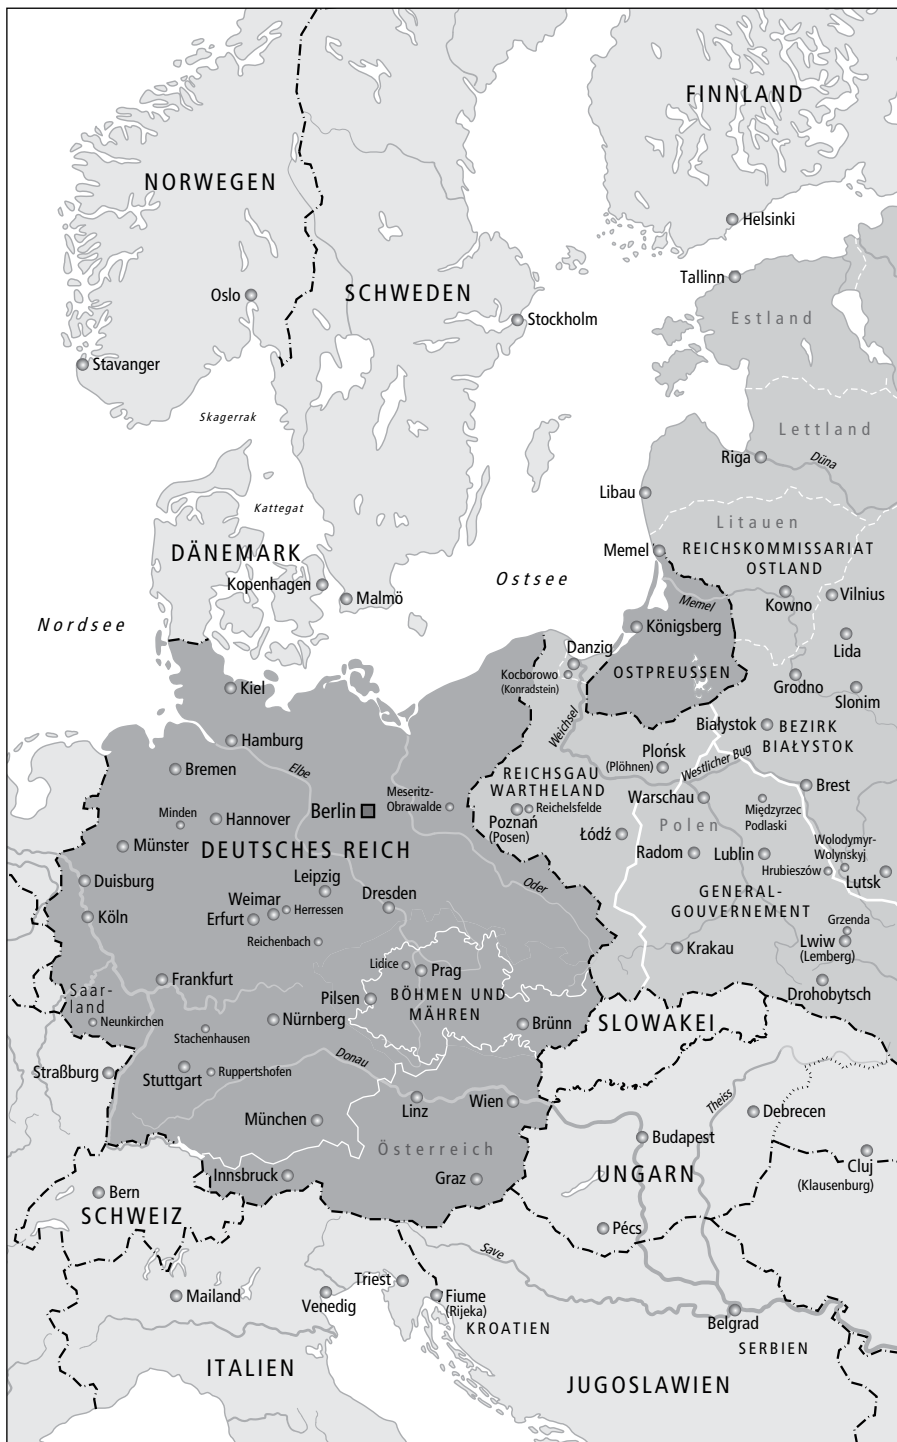 FINNLAND
NORWEGEN
Helsinki
Tallinn
Oslo
SCHWEDEN
Stockholm
Estland
Stavanger
Skagerrak
Lettland
Riga
Düna
Libau
Kattegat
Litauen
DÄNEMARK
Memel
REICHSKOMMISSARIAT
OSTLAND
Kopenhagen
Malmö
Ostsee
Memel
Kowno
Vilnius
Nordsee
Königsberg
Lida
Danzig
Kocborowo
(Konradstein)
OSTPREUSSEN
Grodno
Slonim
Kiel
Weichsel
Białystok
BEZIRK
BIAŁYSTOK
Hamburg
Płońsk
(Plöhnen)
Westlicher Bug
Bremen
Elbe
REICHSGAU
WARTHELAND
Brest
Meseritz-
Obrawalde
Reichelsfelde
Warschau
Międzyrzec
Podlaski
Minden
Hannover
Berlin
Poznań
(Posen)
Łódź
Polen
Wolodymyr-
Wolynskyj
Münster
DEUTSCHES REICH
Radom
Lublin
Hrubieszów
Lutsk
Duisburg
Leipzig
Dresden
Oder
Köln
Weimar
Herressen
Erfurt
GENERAL-
GOUVERNEMENT
Grzenda
Reichenbach
Krakau
Lwiw
(Lemberg)
Lidice
Prag
Frankfurt
Drohobytsch
Saar-
land
Pilsen
BÖHMEN UND
MÄHREN
Neunkirchen
Nürnberg
Brünn
SLOWAKEI
Stachenhausen
Donau
Straßburg
Stuttgart
Ruppertshofen
Theiss
Linz
Wien
Debrecen
München
Budapest
Österreich
Cluj
(Klausenburg)
Innsbruck
Graz
UNGARN
Bern
SCHWEIZ
Pécs
Save
Triest
Mailand
Venedig
Fiume
(Rijeka)
KROATIEN
Belgrad
SERBIEN
ITALIEN
JUGOSLAWIEN